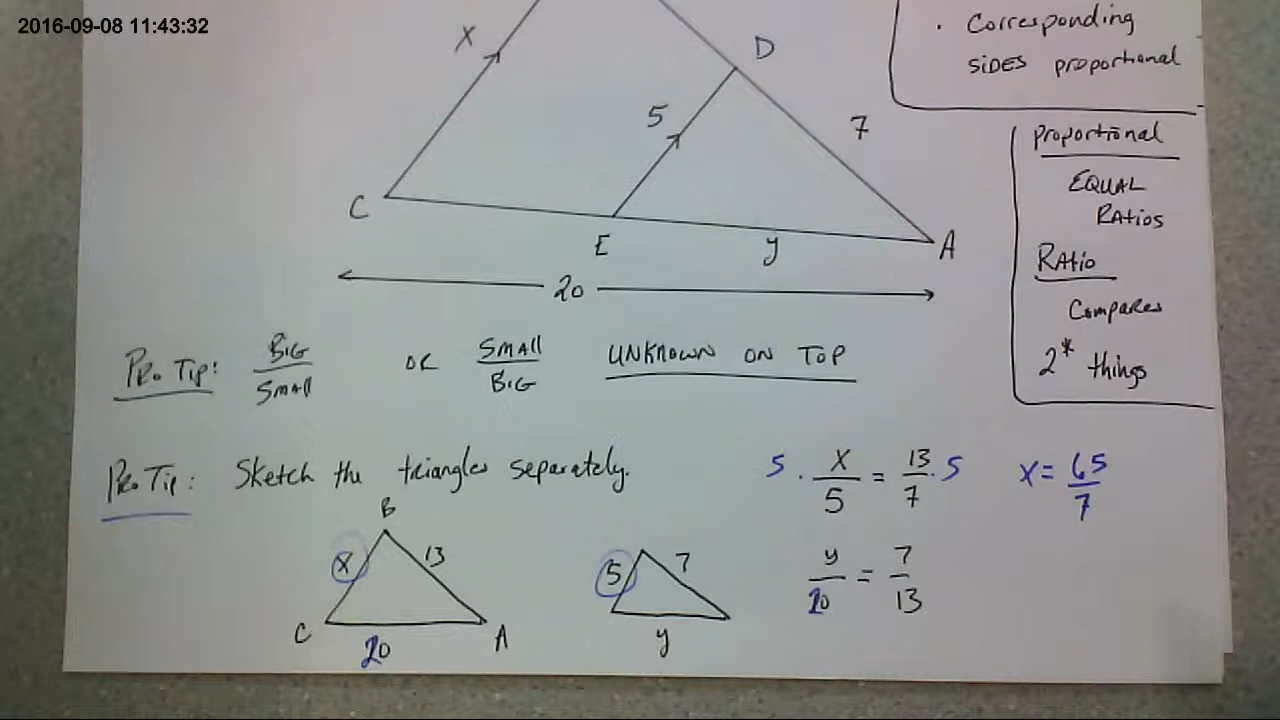 2016-09-08 11:43:32
X
D
5
7
C
E
y
A
20
. Corresponding
SIDES proportional
Proportional
EQUAL
RATIOS
RATIO
Compares
2* things
PRO TIP: BIG/SMALL OR SMALL/BIG UNKNOWN ON TOP
PRO TIP: Sketch the triangles separately.
B
X
13
C
A
20
5
7
y
5 . X/5 = 13/7 . 5
X = 65/7
y/20 = 7/13